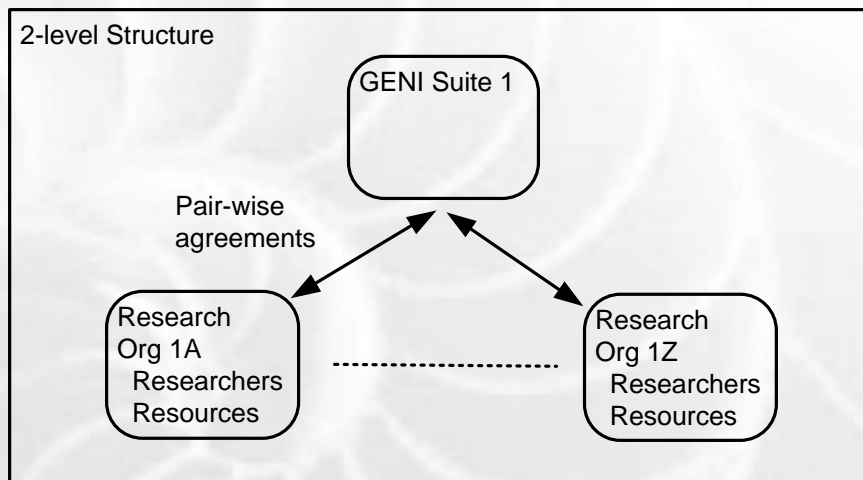 2-level Structure
GENI Suite 1
Pair-wise
agreements
Research
Org 1A
Researchers
Resources
Research
Org 1Z
Researchers
Resources